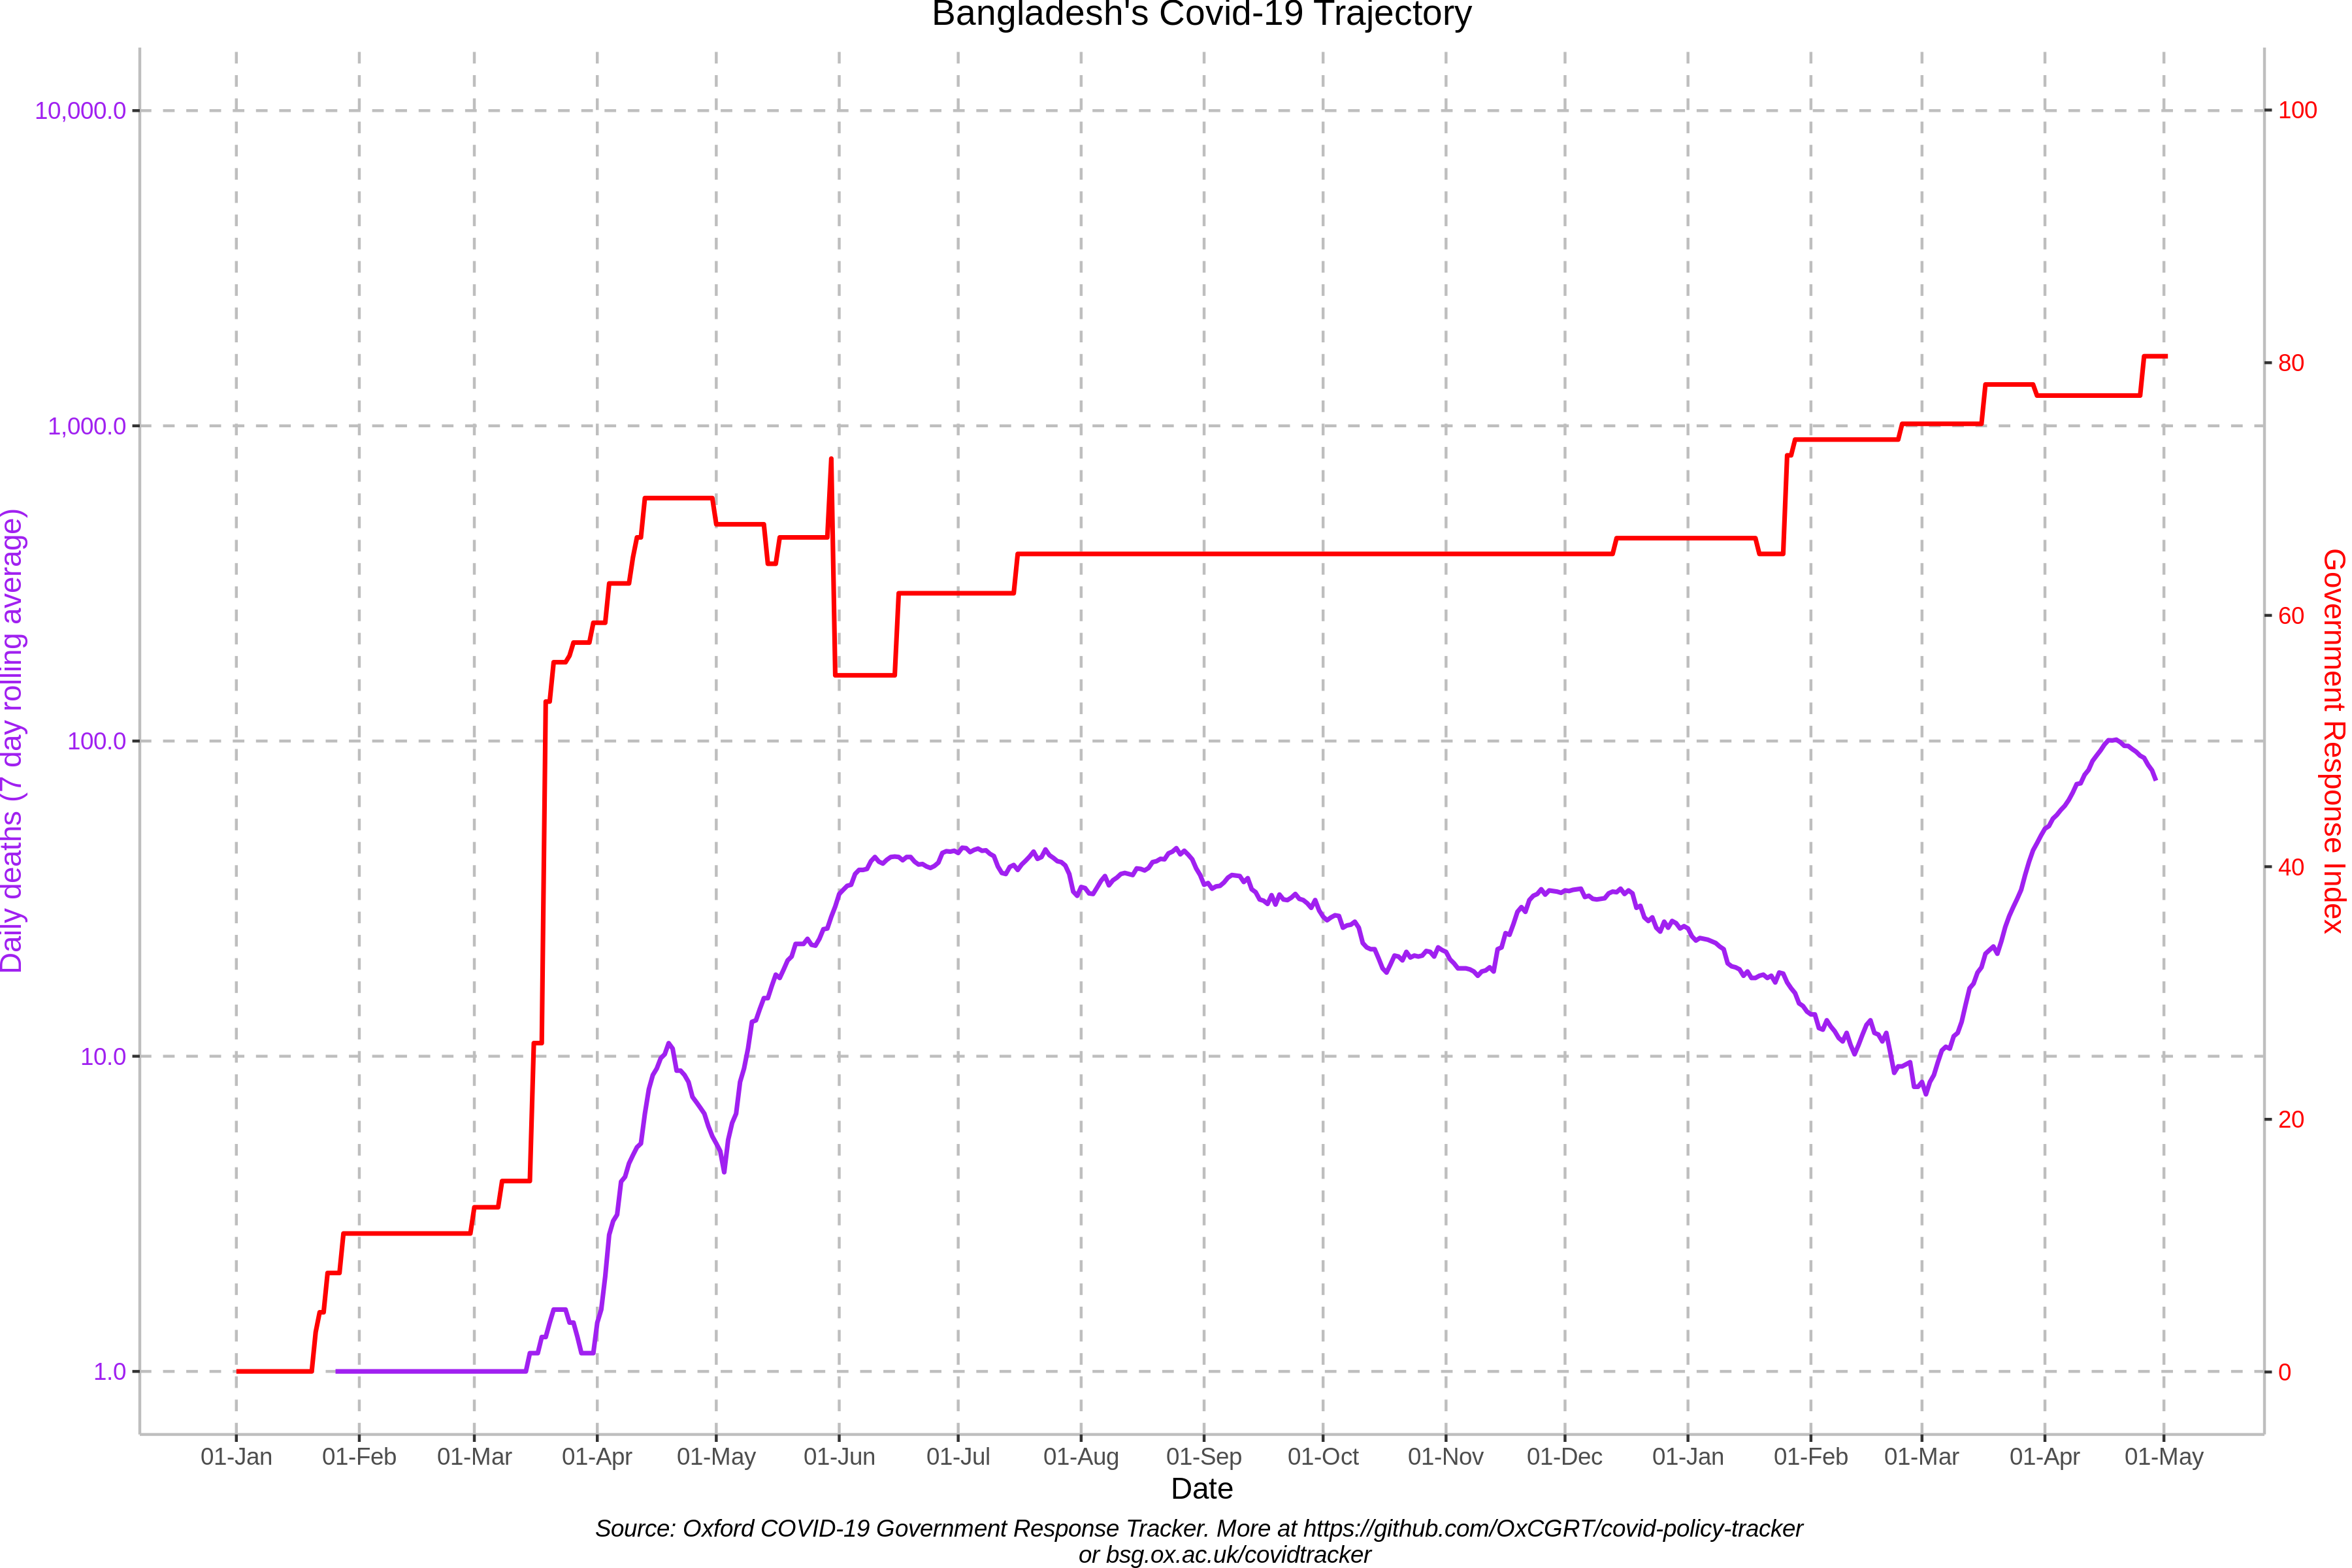 Bangladesh's Covid-19 Trajectory
10,000.0
1,000.0
100.0
10.0
1.0
Daily deaths (7 day rolling average)
100
80
60
40
20
0
Government Response Index
01-Jan 01-Feb 01-Mar 01-Apr 01-May 01-Jun 01-Jul 01-Aug 01-Sep 01-Oct 01-Nov 01-Dec 01-Jan 01-Feb 01-Mar 01-Apr 01-May
Date
Source: Oxford COVID-19 Government Response Tracker. More at https://github.com/OxCGRT/covid-policy-tracker
or bsg.ox.ac.uk/covidtracker